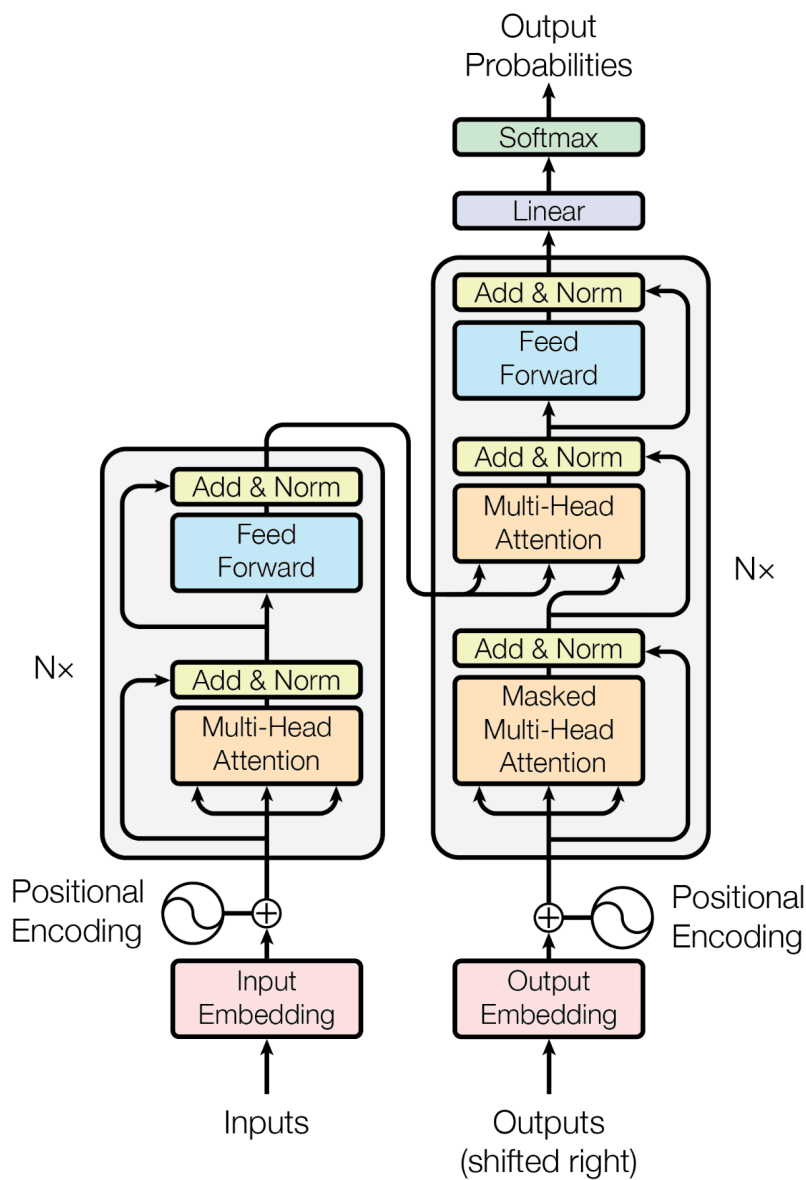 Output
Probabilities
Softmax
Linear
Add & Norm
Feed
Forward
Add & Norm
Multi-Head
Attention
Nx
Add & Norm
Masked
Multi-Head
Attention
Add & Norm
Feed
Forward
Nx
Add & Norm
Multi-Head
Attention
Positional
Encoding
Positional
Encoding
Input
Embedding
Output
Embedding
Inputs
Outputs
(shifted right)